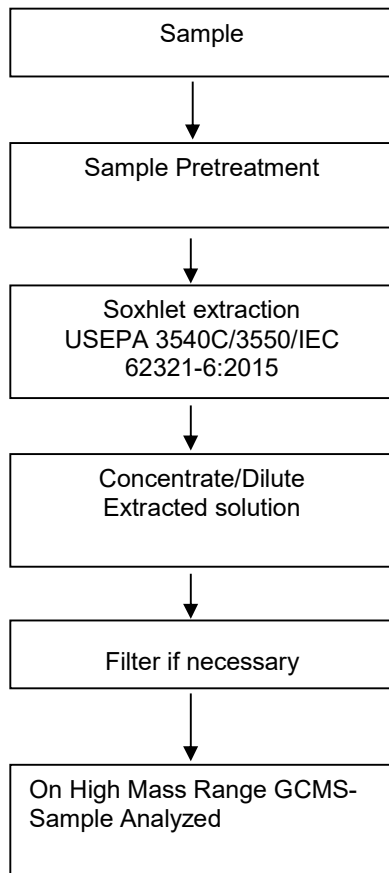 Sample
Sample Pretreatment
Soxhlet extraction
USEPA 3540C/3550/IEC
62321-6:2015
Concentrate/Dilute
Extracted solution
Filter if necessary
On High Mass Range GCMS-
Sample Analyzed